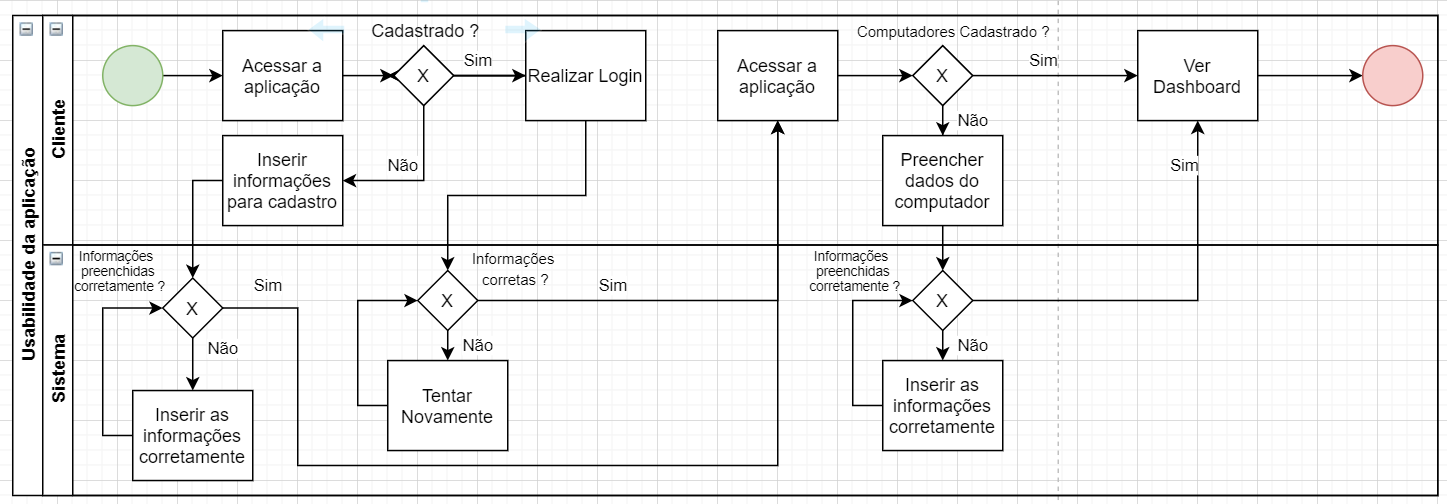 Usabilidade da aplicação
Cliente
Acessar a
aplicação
Cadastrado ?
X
Sim
Realizar Login
Não
Inserir
informações
para cadastro
Acessar a
aplicação
Computadores Cadastrado ?
X
Sim
Não
Preencher
dados do
computador
Ver
Dashboard
Sim
Sistema
Informações
preenchidas
corretamente ?
X
Sim
Não
Inserir as
informações
corretamente
Informações
corretas ?
X
Sim
Não
Tentar
Novamente
Informações
preenchidas
corretamente ?
X
Não
Inserir as
informações
corretamente